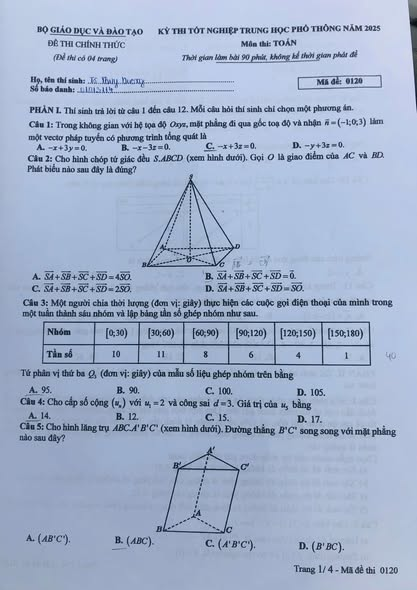 BỘ GIÁO DỤC VÀ ĐÀO TẠO
ĐỀ THI CHÍNH THỨC
(Đề thi có 04 trang)
KỲ THI TỐT NGHIỆP TRUNG HỌC PHỔ THÔNG NĂM 2025
Môn thi: TOÁN
Thời gian làm bài 90 phút, không kể thời gian phát đề
Họ, tên thí sinh:
Số báo danh:
Mã đề: 0120
PHẦN I. Thí sinh trả lời từ câu 1 đến câu 12. Mỗi câu hỏi thí sinh chỉ chọn một phương án.
Câu 1: Trong không gian với hệ tọa độ Oxyz, mặt phẳng đi qua gốc toạ độ và nhận n⃗ = (−1;0;3) làm
một vectơ pháp tuyến có phương trình tổng quát là
A. −x+3y = 0. B. −x−3z = 0. C. −x+3z = 0. D. −y+3z = 0.
Câu 2: Cho hình chóp tứ giác đều S.ABCD (xem hình dưới). Gọi O là giao điểm của AC và BD.
Phát biểu nào sau đây là đúng?
S
A
D
O
B
C
A. SA⃗ + SB⃗ + SC⃗ + SD⃗ = 4SO⃗. B. SA⃗ + SB⃗ + SC⃗ + SD⃗ = 0⃗.
C. SA⃗ + SB⃗ + SC⃗ + SD⃗ = 2SO⃗. D. SA⃗ + SB⃗ + SC⃗ + SD⃗ = SO⃗.
Câu 3: Một người chia thời lượng (đơn vị: giây) thực hiện các cuộc gọi điện thoại của mình trong
một tuần thành sáu nhóm và lập bảng tần số ghép nhóm như sau.
Nhóm [0;30) [30;60) [60;90) [90;120) [120;150) [150;180)
Tần số 10 11 8 6 4 1
40
Tứ phân vị thứ ba Q₃ (đơn vị: giây) của mẫu số liệu ghép nhóm trên bằng
A. 95. B. 90. C. 100. D. 105.
Câu 4: Cho cấp số cộng (uₙ) với u₁ = 2 và công sai d = 3. Giá trị của u₅ bằng
A. 14. B. 12. C. 15. D. 17.
Câu 5: Cho hình lăng trụ ABC.A'B'C' (xem hình dưới). Đường thẳng B'C' song song với mặt phẳng
nào sau đây?
A'
B'
C'
A
B
C
A. (AB'C'). B. (ABC). C. (A'B'C'). D. (B'BC).
Trang 1/ 4 - Mã đề thi 0120